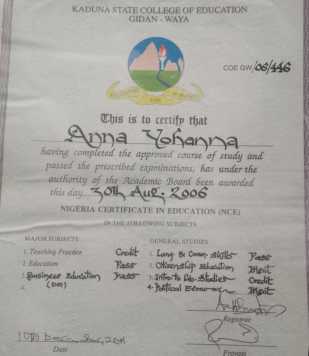 KADUNA STATE COLLEGE OF EDUCATION
GIDAN - WAYA
COE GW/06/446
This is to certify that
Anna Yohanna
having completed the approved course of study and
passed the prescribed examinations, has under the
authority of the Academic Board been awarded
this day. 30th Aug. 2006
NIGERIA CERTIFICATE IN EDUCATION (NCE)
IN THE FOLLOWING SUBJECTS
MAJOR SUBJECTS
1. Teaching Practice Credit
2. Education Pass
3. Business Education Pass
4.
GENERAL STUDIES
1. Lang & Comm. Skills Pass
2. Citizenship Education Merit
3. Intro to Lib. Studies Credit
4. Political Economy Merit
Registrar
Provost
Date